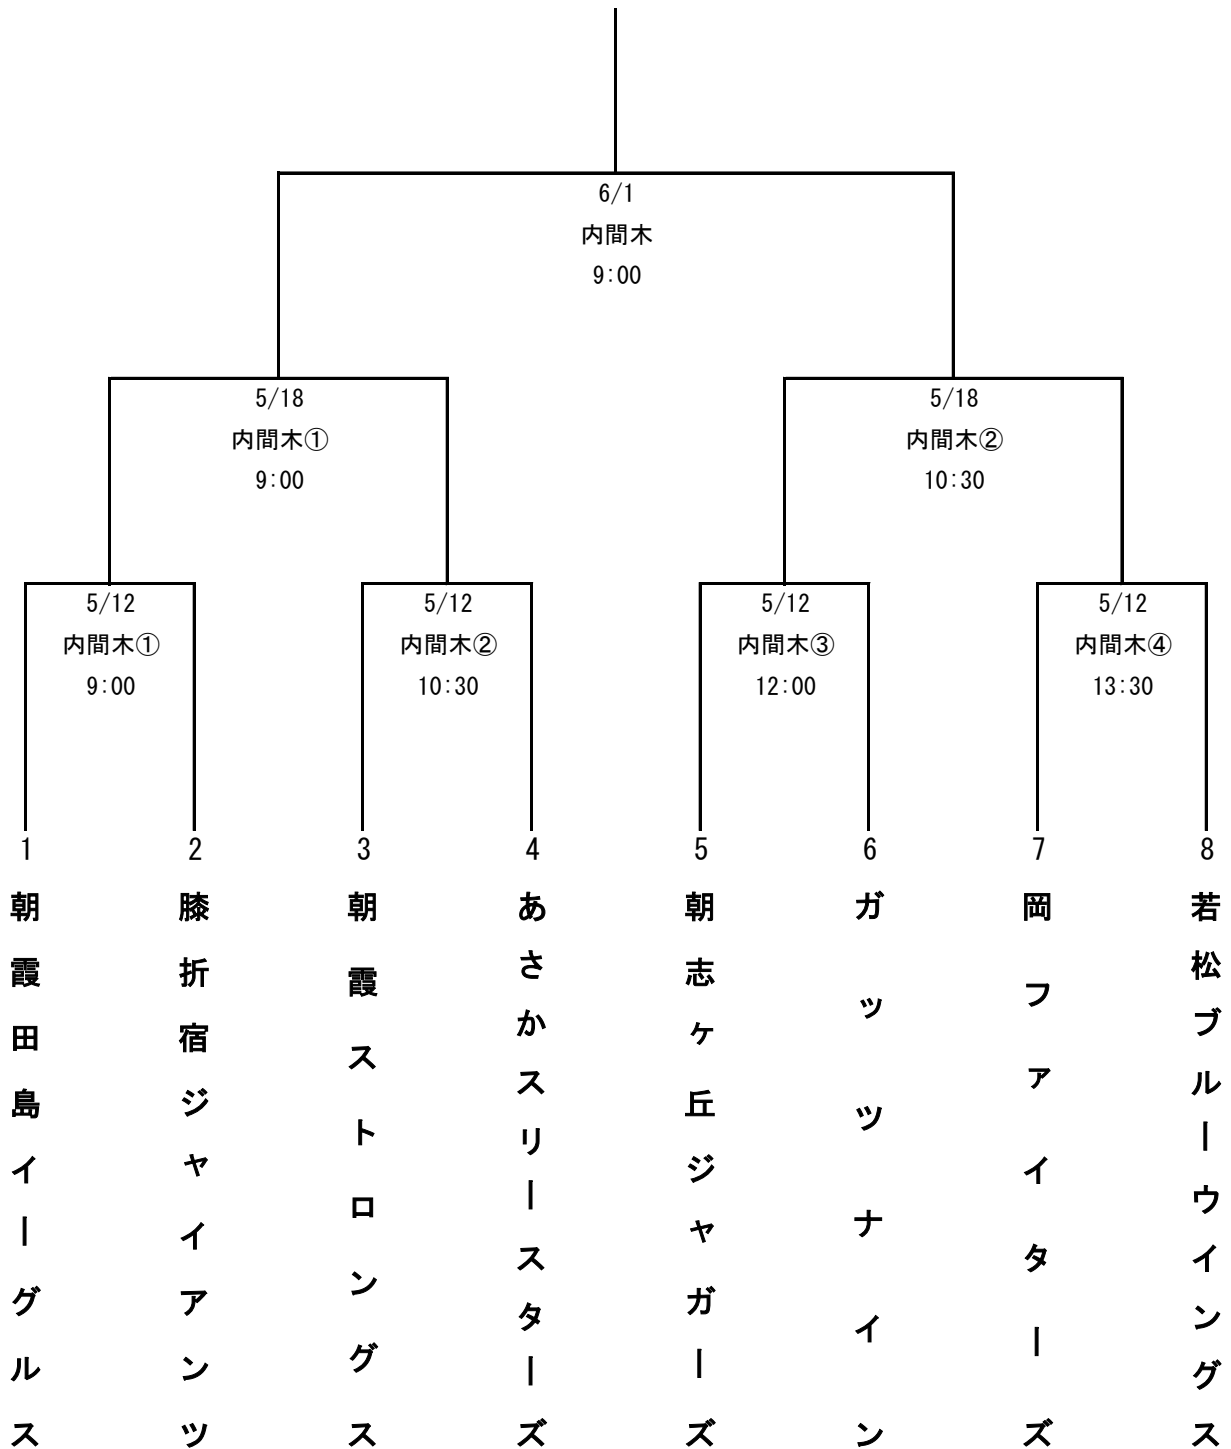 6/1
内間木
9:00
5/18
内間木①
9:00
5/18
内間木②
10:30
5/12
内間木①
9:00
5/12
内間木②
10:30
5/12
内間木③
12:00
5/12
内間木④
13:30
1
朝霞田島イーグルス
2
膝折宿ジャイアンツ
3
朝霞ストロングス
4
あさかスリースターズ
5
朝志ヶ丘ジャガーズ
6
ガッツナイン
7
岡ファイターズ
8
若松ブルーウイングス